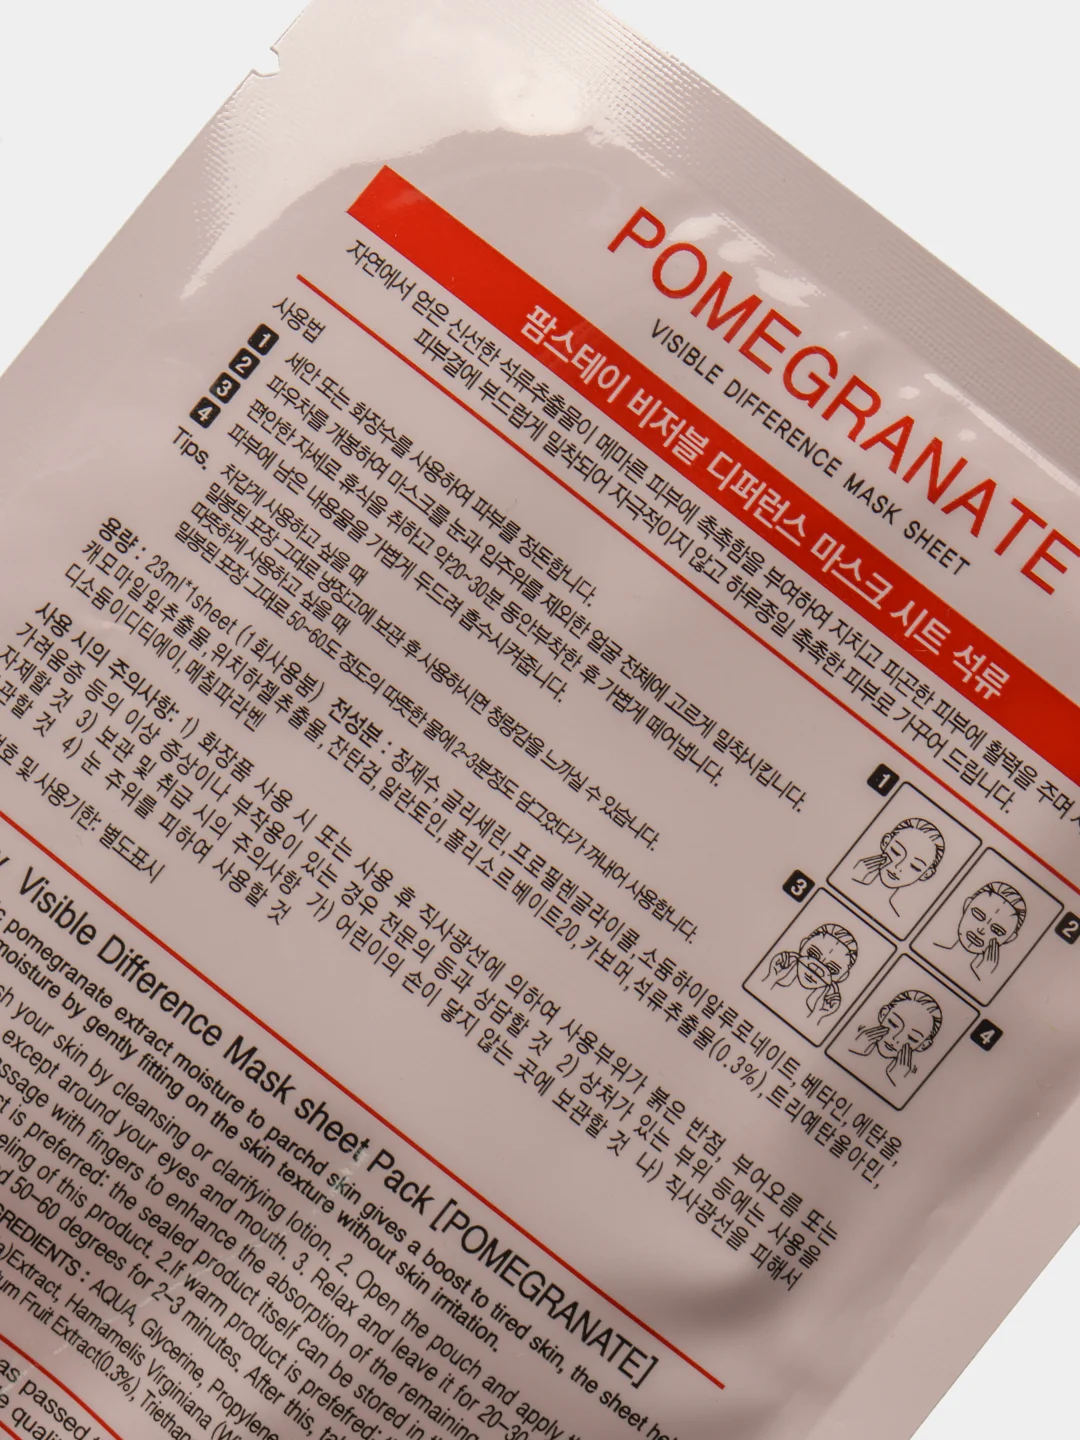 POMEGRANATE
VISIBLE DIFFERENCE MASK SHEET
팜스테이 비저블 디퍼런스 마스크 시트 석류
자연에서 얻은 신선한 석류추출물이 메마른 피부에 촉촉함을 부여하여 지치고 피곤한 피부에 활력을 주며
피부결에 부드럽게 밀착되어 자극적이지 않고 하루종일 촉촉한 피부로 가꾸어 드립니다.
사용법
1 세안 또는 화장수를 사용하여 피부를 정돈합니다.
2 파우치를 개봉하여 마스크를 눈과 입주위를 제외한 얼굴 전체에 고르게 밀착시킵니다.
3 편안한 자세로 휴식을 취하고 약20~30분 동안부착한 후 가볍게 떼어냅니다.
4 피부에 남은 내용물을 가볍게 두드려 흡수시켜줍니다.
Tips. 차갑게 사용하고 싶을 때
밀봉된 포장 그대로 냉장고에 보관 후 사용하시면 청량감을 느끼실 수 있습니다.
따뜻하게 사용하고 싶을 때
밀봉된 포장 그대로 50~60도 정도의 따뜻한 물에 2~3분정도 담그었다가 꺼내어 사용합니다.
용량 : 23ml*1sheet (1회사용분) 전성분 : 정제수, 글리세린, 프로필렌글라이콜, 소듐하이알루로네이트, 베타인, 에탄올,
캐모마일잎추출물, 위치하젤추출물, 잔탄검, 알란토인, 폴리소르베이트20, 카보머, 석류추출물(0.3%), 트리에탄올아민,
디소듐이디티에이, 메칠파라벤
사용 시의 주의사항: 1) 화장품 사용 시 또는 사용 후 직사광선에 의하여 사용부위가 붉은 반점, 부어오름 또는
가려움증 등의 이상 증상이나 부작용이 있는 경우 전문의 등과 상담할 것 2) 상처가 있는 부위 등에는 사용을
자제할 것 3) 보관 및 취급 시의 주의사항 가) 어린이의 손이 닿지 않는 곳에 보관할 것 나) 직사광선을 피해서
관할 것 4) 눈 주위를 피하여 사용할 것
및 사용기한: 별도표시
1
2
3
4
Visible Difference Mask sheet Pack [POMEGRANATE]
pomegranate extract moisture to parchd skin gives a boost to tired skin, the sheet
moisture by gently fitting on the skin texture without skin irritation.
your skin by cleansing or clarifying lotion. 2. Open the pouch and apply
except around your eyes and mouth. 3. Relax and leave it for 20-30
massage with fingers to enhance the absorption of the remaining
is preferred: the sealed product itself can be stored in
feeling of this product. 2.If warm product is prefefred:
50-60 degrees for 2-3 minutes. After this,
INGREDIENTS : AQUA, Glycerine, Propylene
Extract, Hamamelis Virginiana
Fruit Extract(0.3%),
passed